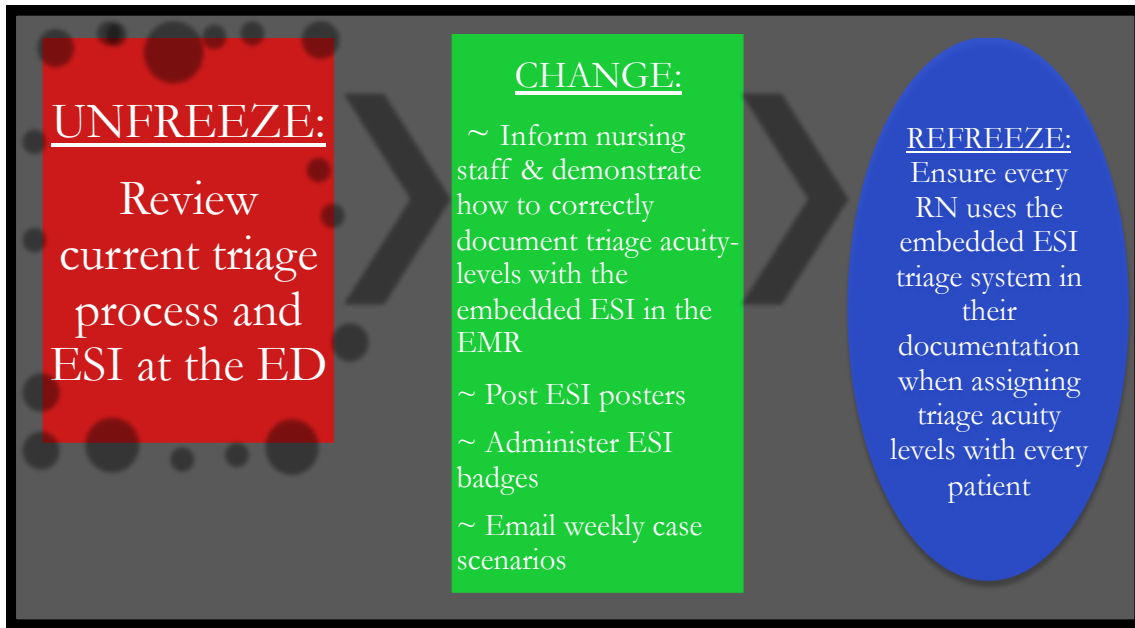 UNFREEZE:
Review
current triage
process and
ESI at the ED
CHANGE:
~ Inform nursing
staff & demonstrate
how to correctly
document triage acuity-
levels with the
embedded ESI in the
EMR
~ Post ESI posters
~ Administer ESI
badges
~ Email weekly case
scenarios
REFREEZE:
Ensure every
RN uses the
embedded ESI
triage system in
their
documentation
when assigning
triage acuity
levels with every
patient